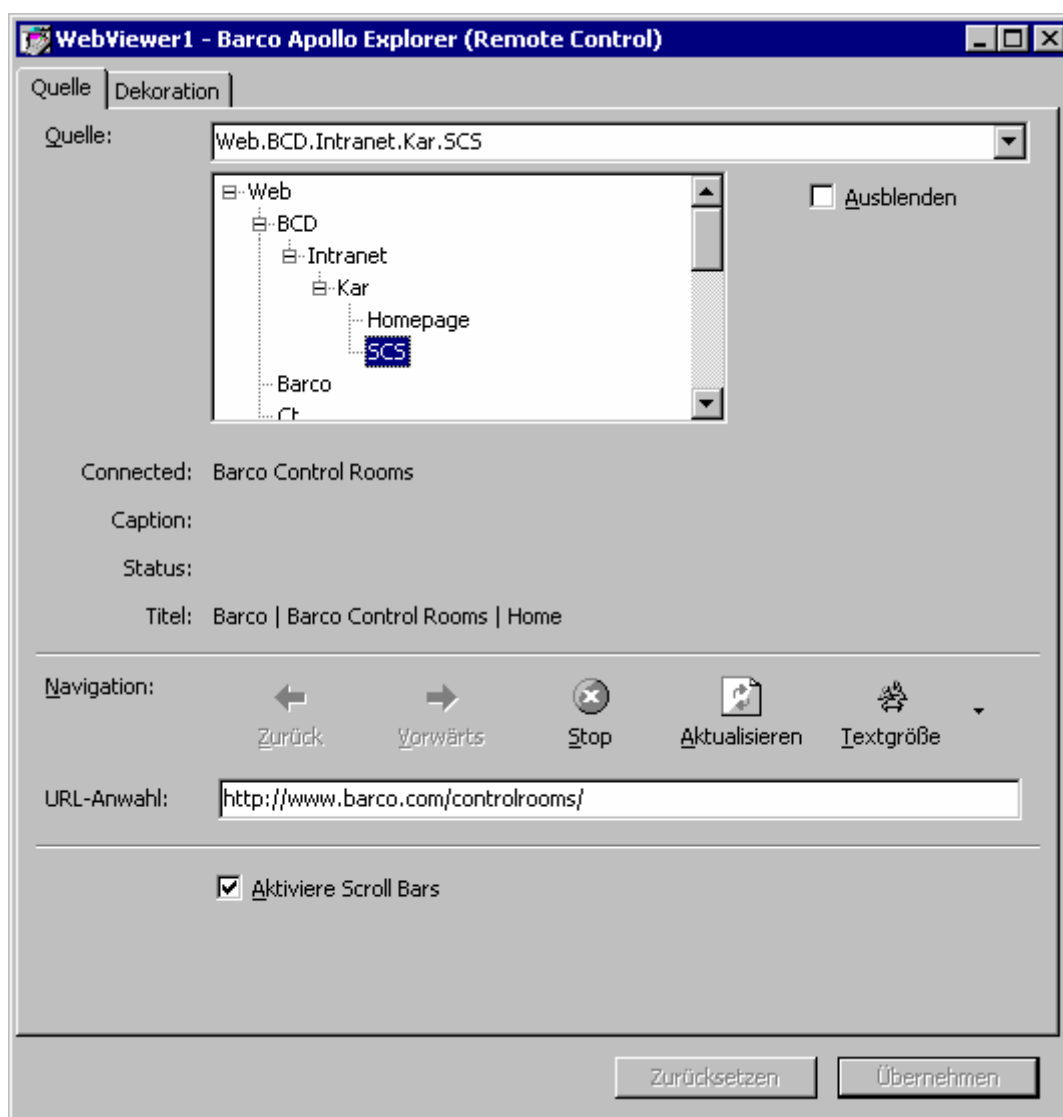 WebViewer1 - Barco Apollo Explorer (Remote Control)
Quelle Dekoration
Quelle: Web.BCD.Intranet.Kar.SCS
Web
Ausblenden
BCD
Intranet
Kar
Homepage
SCS
Barco
Ct
Connected: Barco Control Rooms
Caption:
Status:
Titel: Barco | Barco Control Rooms | Home
Navigation:
Zurück Vorwärts Stop Aktualisieren Textgröße
URL-Anwahl: http://www.barco.com/controlrooms/
Aktiviere Scroll Bars
Zurücksetzen Übernehmen